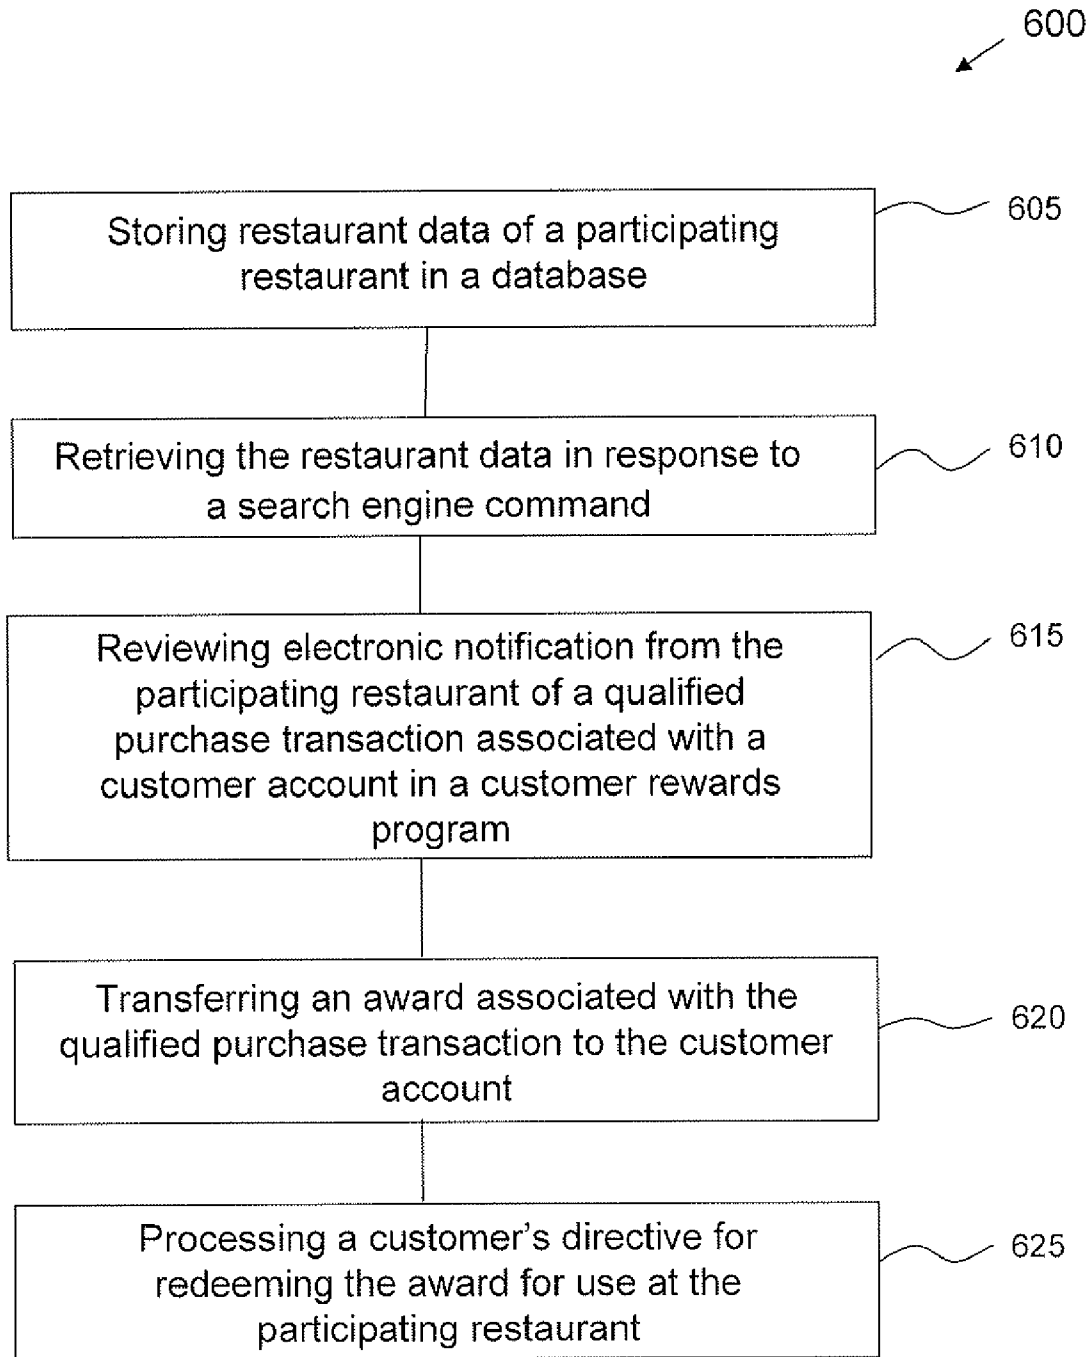 600
Storing restaurant data of a participating
restaurant in a database
605
Retrieving the restaurant data in response to
a search engine command
610
Reviewing electronic notification from the
participating restaurant of a qualified
purchase transaction associated with a
customer account in a customer rewards
program
615
Transferring an award associated with the
qualified purchase transaction to the customer
account
620
Processing a customer's directive for
redeeming the award for use at the
participating restaurant
625